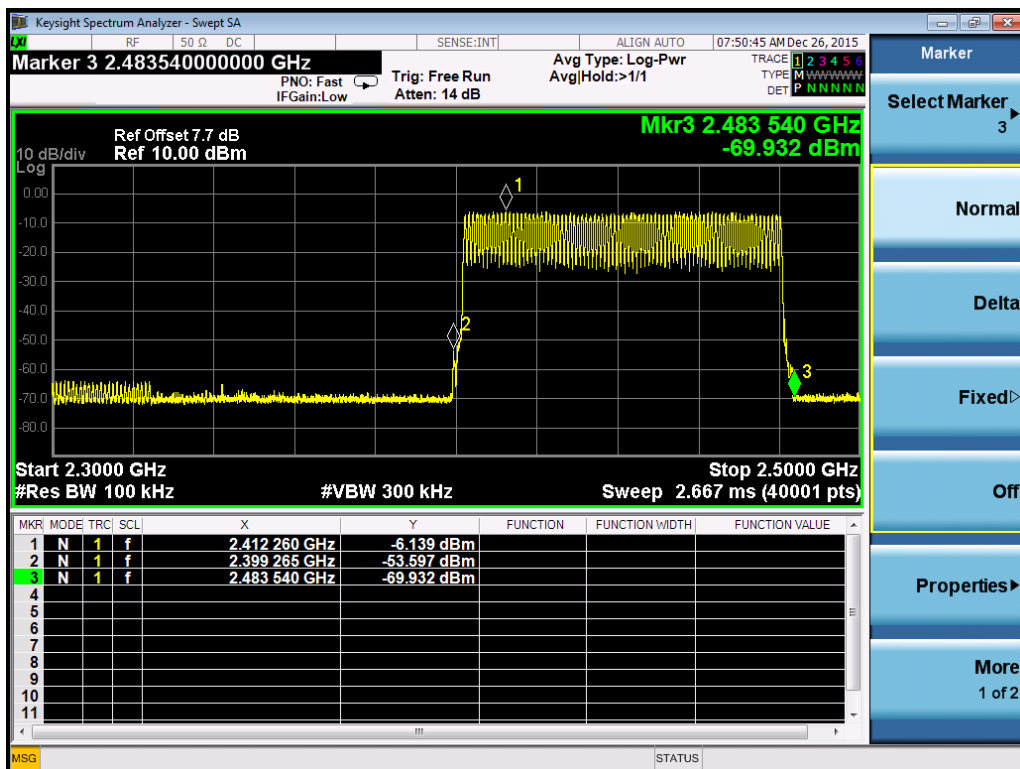 Keysight Spectrum Analyzer - Swept SA
LXI RF 50 Ω DC SENSE:INT ALIGN AUTO 07:50:45 AM Dec 26, 2015
Marker 3 2.483540000000 GHz
PNO: Fast
IFGain:Low
Trig: Free Run
Atten: 14 dB
Avg Type: Log-Pwr
Avg|Hold:>1/1
TRACE 1 2 3 4 5 6
TYPE M W W W W W
DET P N N N N N
Mkr3 2.483 540 GHz
-69.932 dBm
Ref Offset 7.7 dB
10 dB/div Ref 10.00 dBm
Log
0.00
-10.0
-20.0
-30.0
-40.0
-50.0
-60.0
-70.0
-80.0
1
2
3
Start 2.3000 GHz Stop 2.5000 GHz
#Res BW 100 kHz #VBW 300 kHz Sweep 2.667 ms (40001 pts)
MKR MODE TRC SCL X Y FUNCTION FUNCTION WIDTH FUNCTION VALUE
1 N 1 f 2.412 260 GHz -6.139 dBm
2 N 1 f 2.399 265 GHz -53.597 dBm
3 N 1 f 2.483 540 GHz -69.932 dBm
4
5
6
7
8
9
10
11
MSG STATUS
Marker
Select Marker
3
Normal
Delta
Fixed
Off
Properties
More
1 of 2